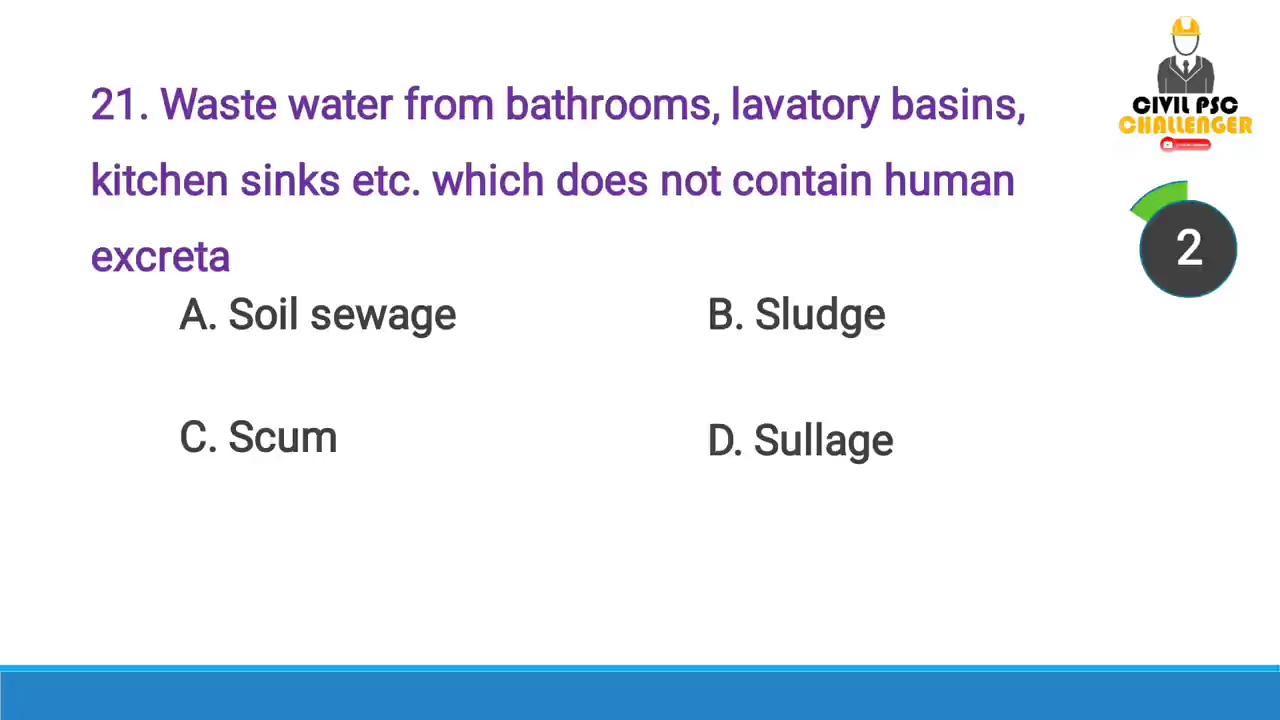 21. Waste water from bathrooms, lavatory basins,
kitchen sinks etc. which does not contain human
excreta
A. Soil sewage
B. Sludge
C. Scum
D. Sullage
CIVIL PSC
CHALLENGER
2